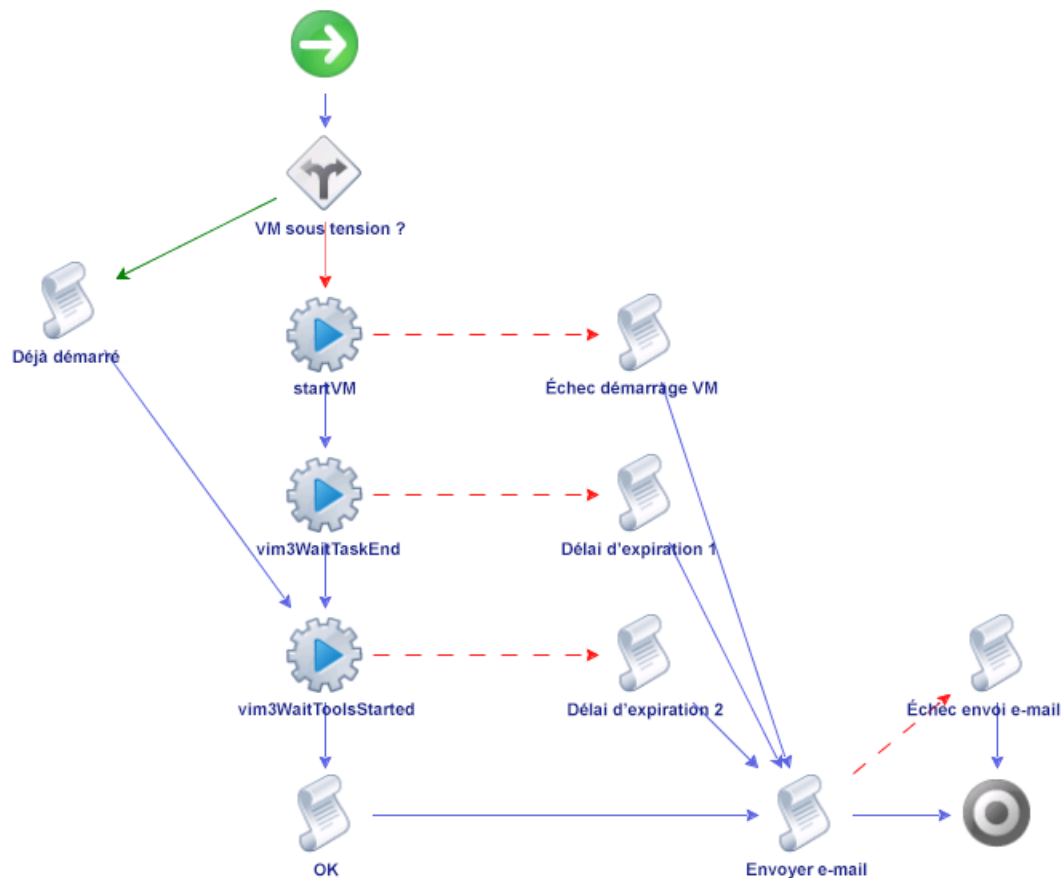 VM sous tension ?
Déjà démarré
startVM
Échec démarrage VM
vim3WaitTaskEnd
Délai d'expiration 1
vim3WaitToolsStarted
Délai d'expiration 2
Échec envoi e-mail
OK
Envoyer e-mail